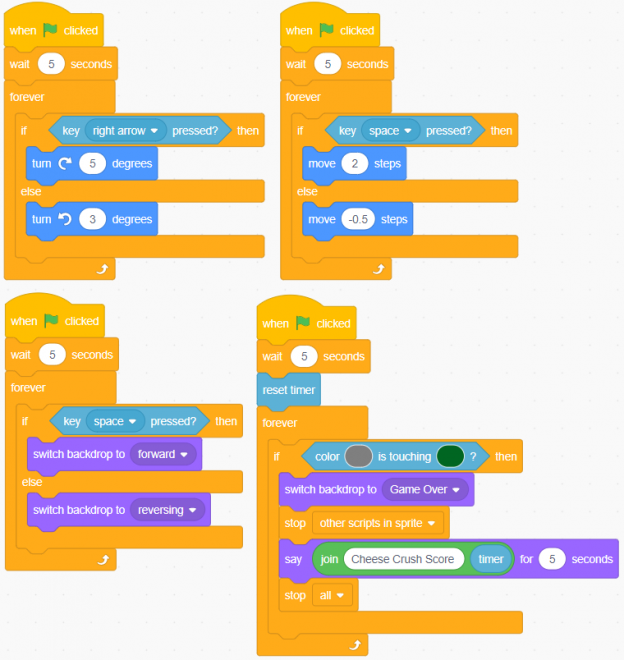 when clicked
wait 5 seconds
forever
if key right arrow pressed? then
turn 5 degrees
else
turn 3 degrees
when clicked
wait 5 seconds
forever
if key space pressed? then
move 2 steps
else
move -0.5 steps
when clicked
wait 5 seconds
forever
if key space pressed? then
switch backdrop to forward
else
switch backdrop to reversing
when clicked
wait 5 seconds
reset timer
forever
if color is touching ? then
switch backdrop to Game Over
stop other scripts in sprite
say join Cheese Crush Score timer for 5 seconds
stop all